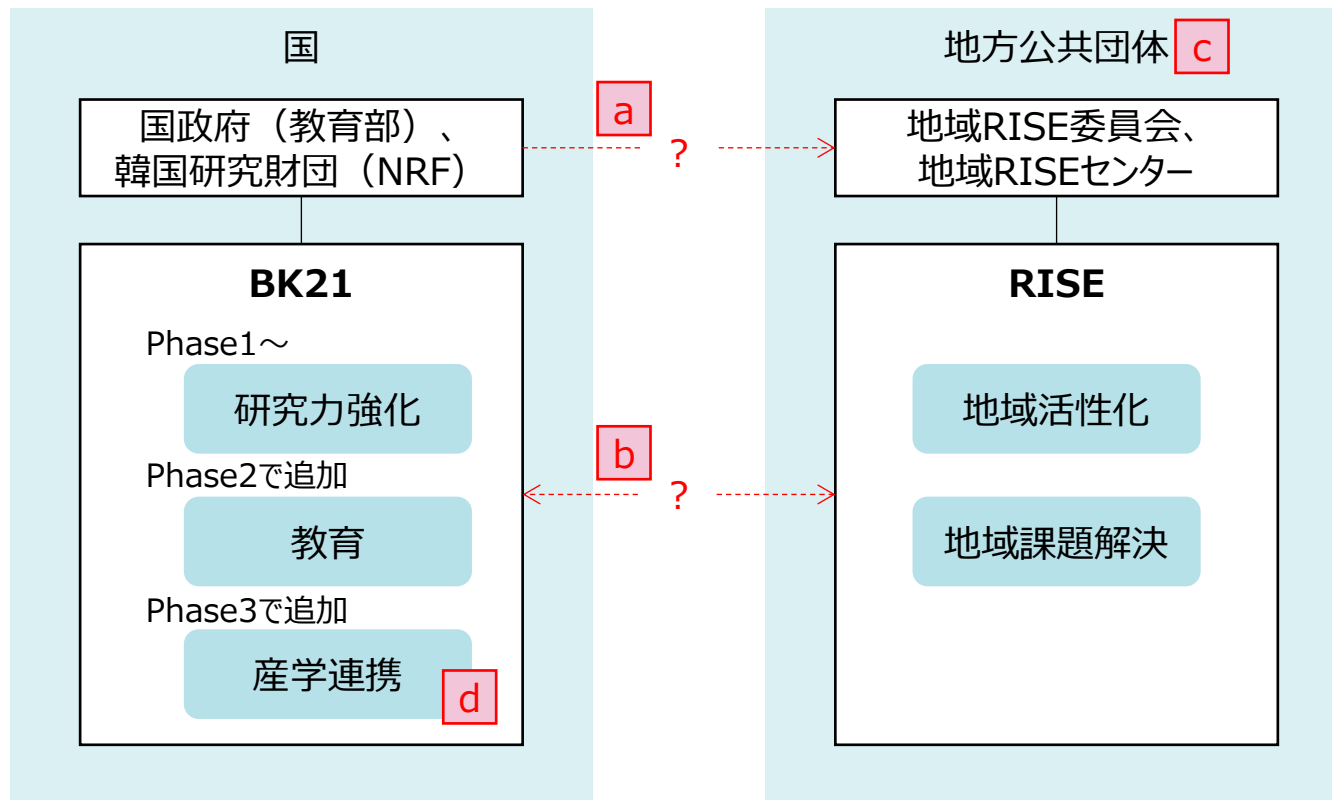 国
国政府（教育部）、
韓国研究財団（NRF）
BK21
Phase1～
研究力強化
Phase2で追加
教育
Phase3で追加
産学連携
d
a
?
b
?
地方公共団体
c
地域RISE委員会、
地域RISEセンター
RISE
地域活性化
地域課題解決